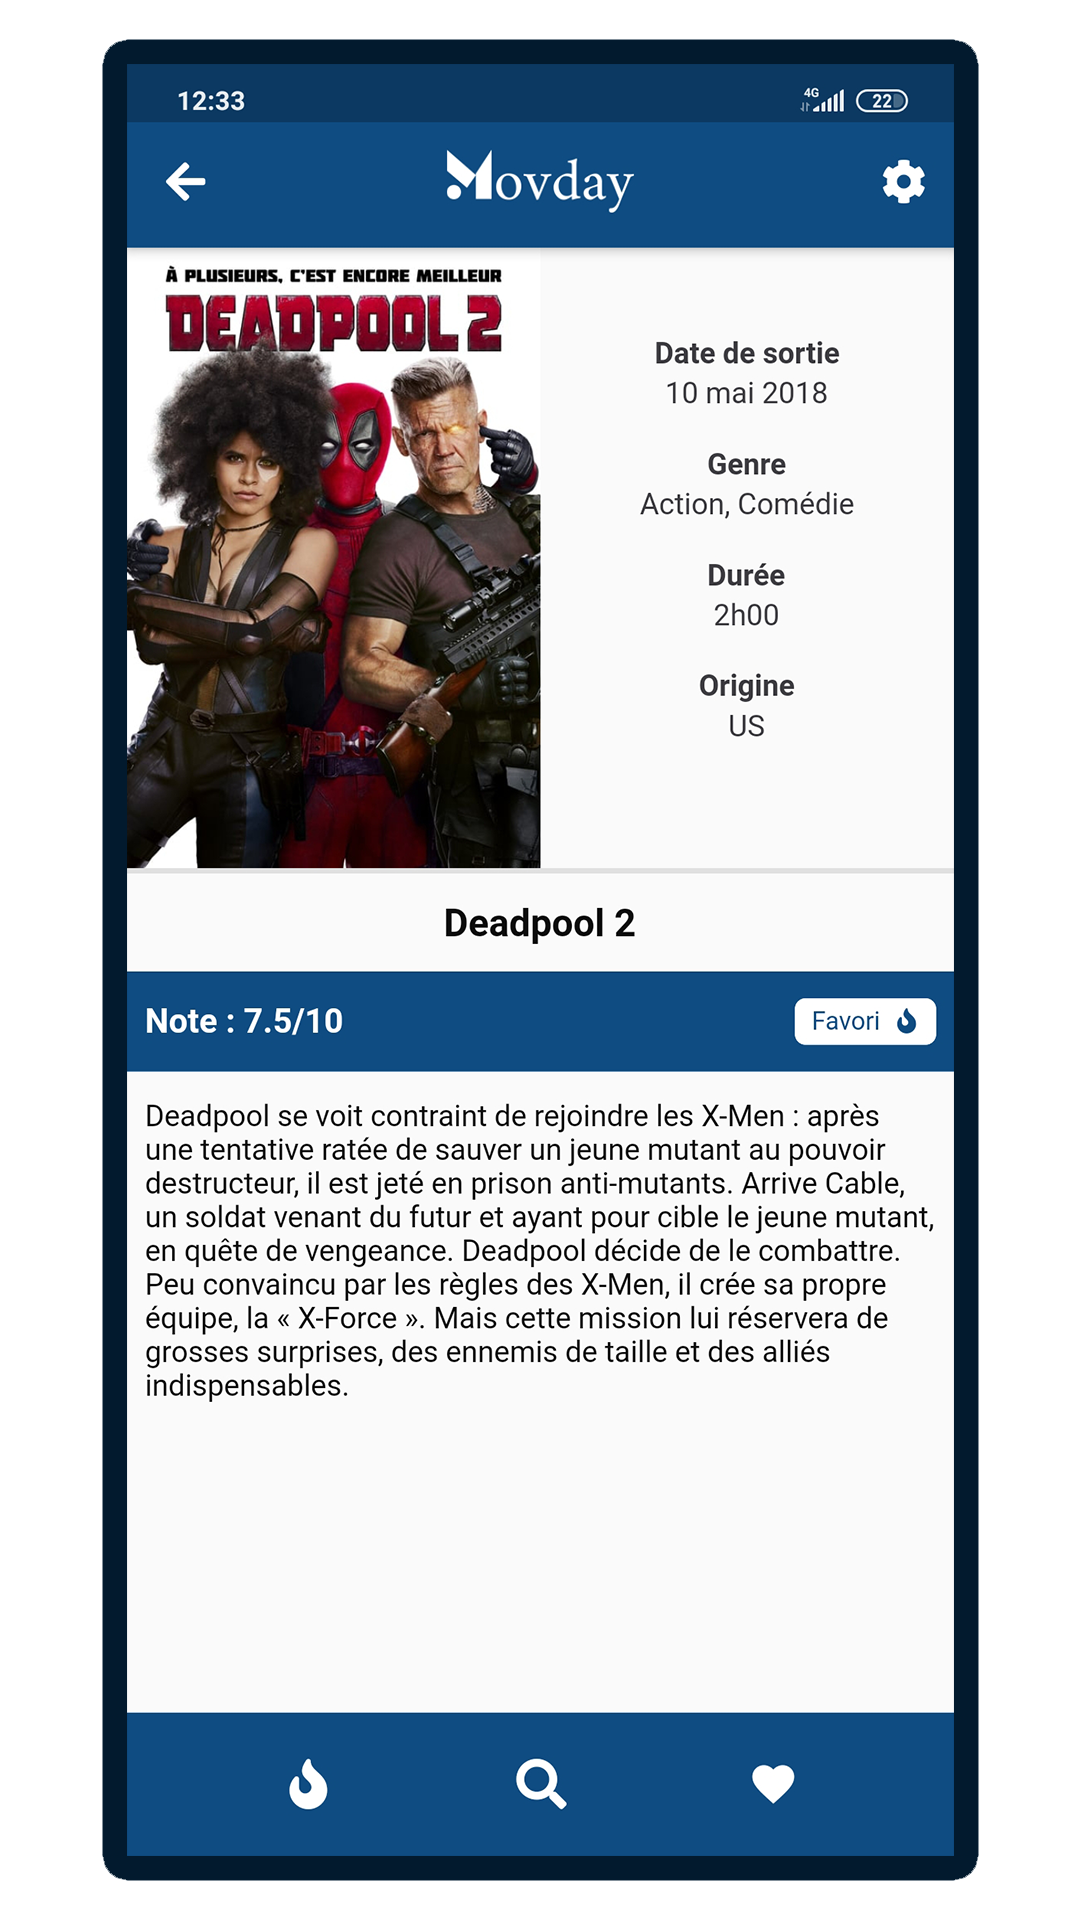 12:33
4G
22
Movday
À PLUSIEURS, C'EST ENCORE MEILLEUR
DEADPOOL 2
Date de sortie
10 mai 2018
Genre
Action, Comédie
Durée
2h00
Origine
US
Deadpool 2
Note : 7.5/10
Favori
Deadpool se voit contraint de rejoindre les X-Men : après
une tentative ratée de sauver un jeune mutant au pouvoir
destructeur, il est jeté en prison anti-mutants. Arrive Cable,
un soldat venant du futur et ayant pour cible le jeune mutant,
en quête de vengeance. Deadpool décide de le combattre.
Peu convaincu par les règles des X-Men, il crée sa propre
équipe, la « X-Force ». Mais cette mission lui réservera de
grosses surprises, des ennemis de taille et des alliés
indispensables.